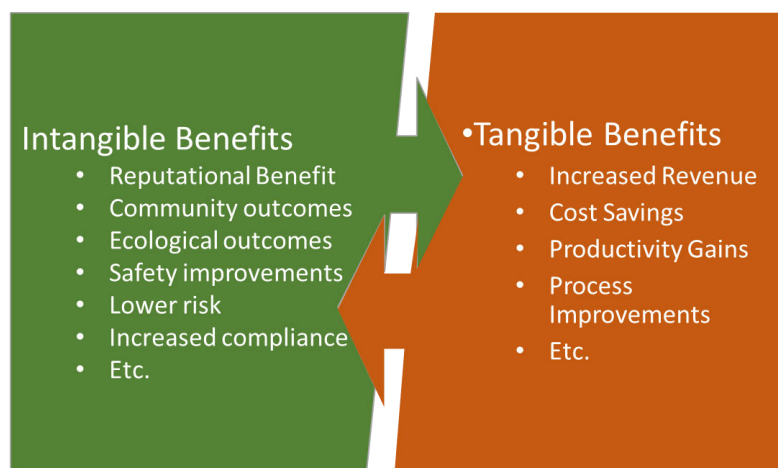 Intangible Benefits
• Reputational Benefit
• Community outcomes
• Ecological outcomes
• Safety improvements
• Lower risk
• Increased compliance
• Etc.
•Tangible Benefits
• Increased Revenue
• Cost Savings
• Productivity Gains
• Process
Improvements
• Etc.